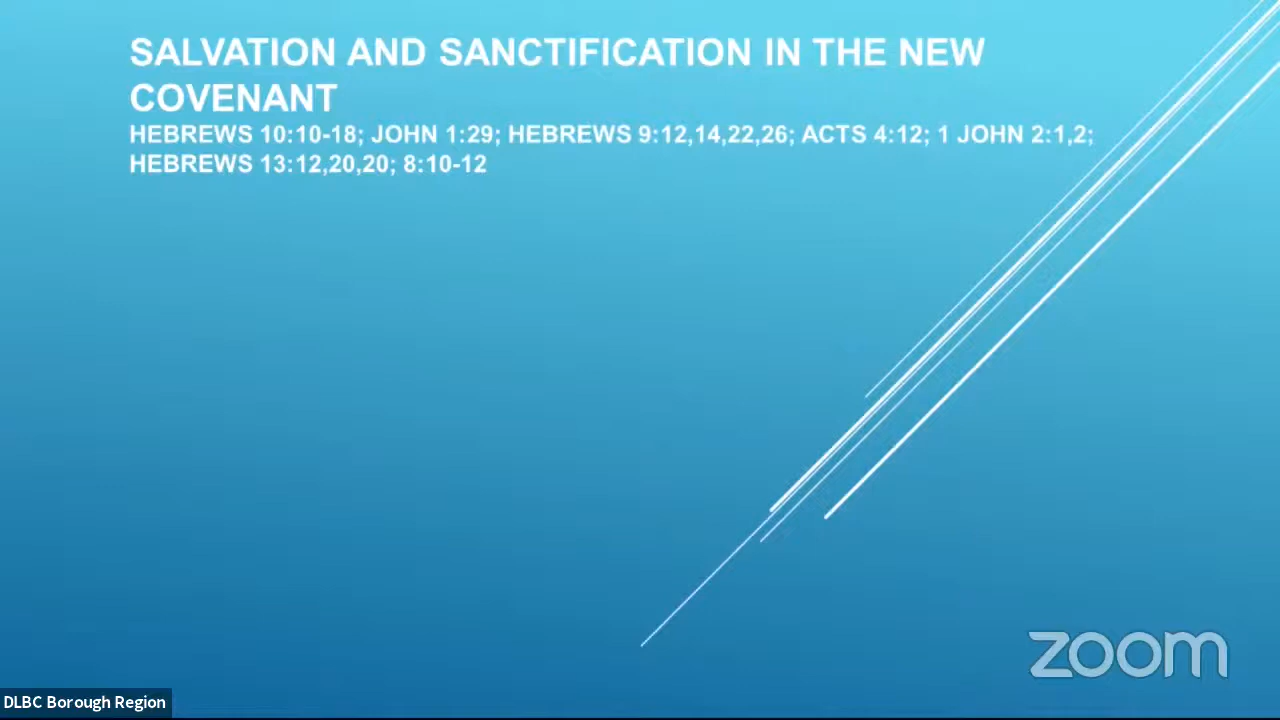 SALVATION AND SANCTIFICATION IN THE NEW
COVENANT
HEBREWS 10:10-18; JOHN 1:29; HEBREWS 9:12,14,22,26; ACTS 4:12; 1 JOHN 2:1,2;
HEBREWS 13:12,20,20; 8:10-12
zoom
DLBC Borough Region